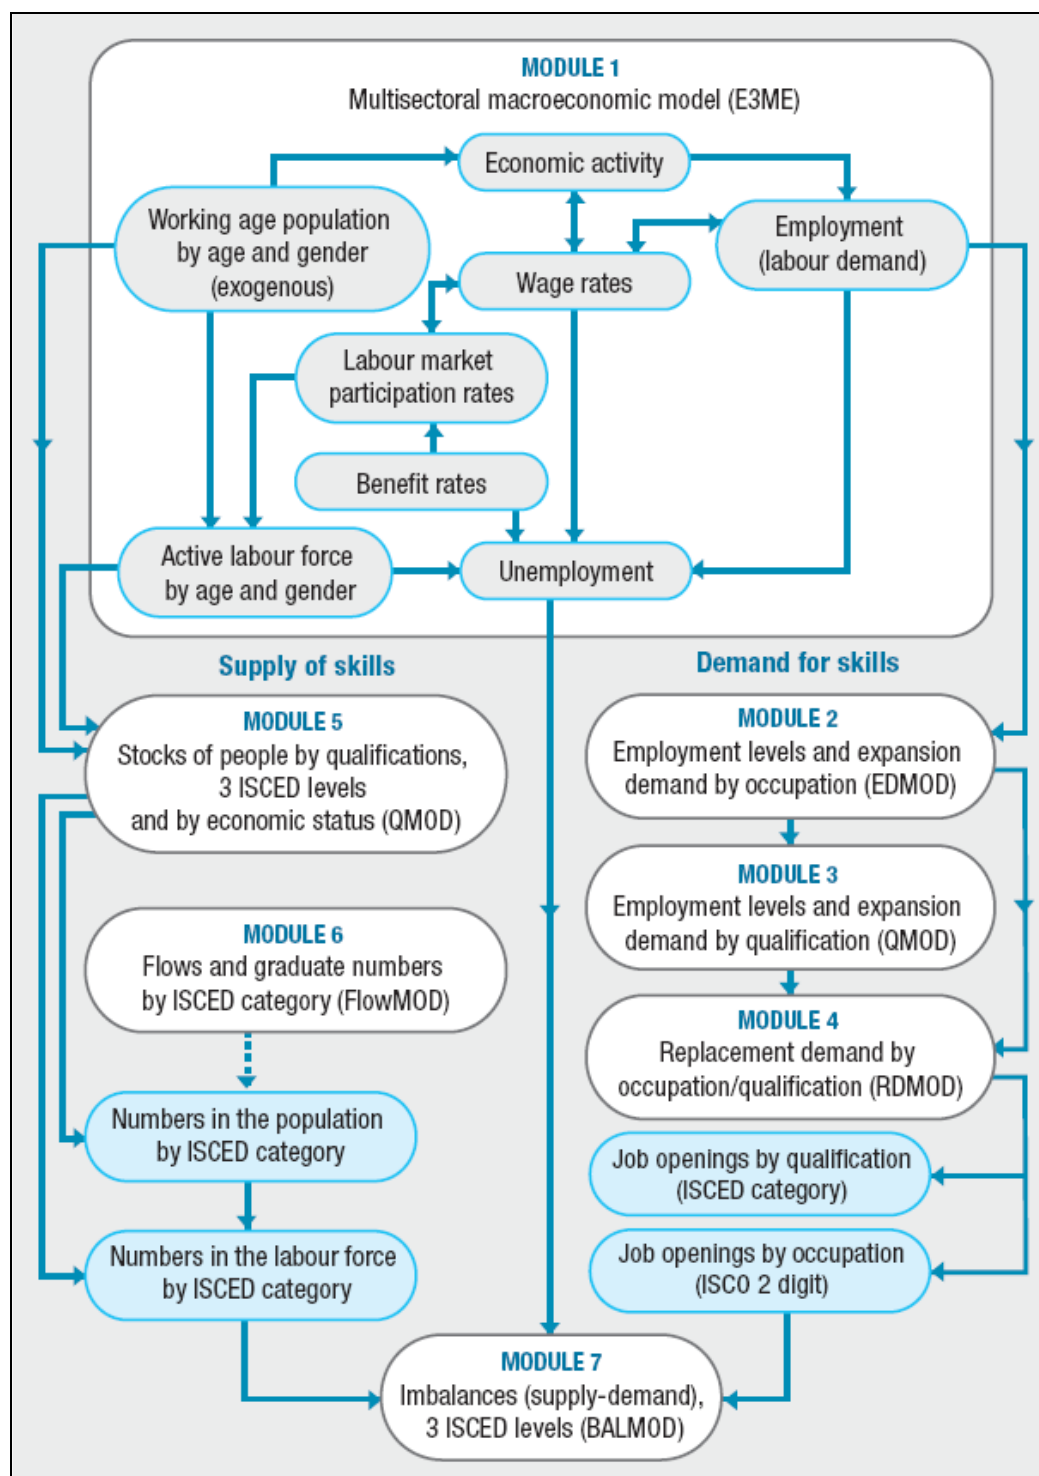 MODULE 1
Multisectoral macroeconomic model (E3ME)
Economic activity
Working age population
by age and gender
(exogenous)
Employment
(labour demand)
Wage rates
Labour market
participation rates
Benefit rates
Active labour force
by age and gender
Unemployment
Supply of skills
Demand for skills
MODULE 5
Stocks of people by qualifications,
3 ISCED levels
and by economic status (QMOD)
MODULE 2
Employment levels and expansion
demand by occupation (EDMOD)
MODULE 3
Employment levels and expansion
demand by qualification (QMOD)
MODULE 6
Flows and graduate numbers
by ISCED category (FlowMOD)
MODULE 4
Replacement demand by
occupation/qualification (RDMOD)
Numbers in the population
by ISCED category
Job openings by qualification
(ISCED category)
Numbers in the labour force
by ISCED category
Job openings by occupation
(ISCO 2 digit)
MODULE 7
Imbalances (supply-demand),
3 ISCED levels (BALMOD)